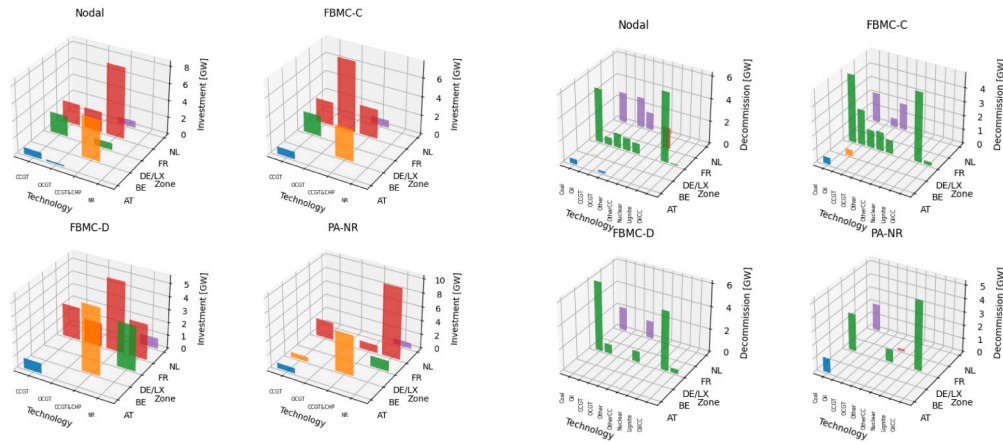 Nodal
FBMC-C
Nodal
FBMC-C
8
6
4
2
0
Investment [GW]
NL
FR
DE/LX
BE
AT
Zone
CCGT
OCGT
CCGT&CHP
NR
Technology
6
4
2
0
Investment [GW]
NL
FR
DE/LX
BE
AT
Zone
CCGT
OCGT
CCGT&CHP
NR
Technology
6
4
2
0
Decommission [GW]
NL
FR
DE/LX
BE
AT
Zone
Coal
Oil
CCGT
OCGT
Other
OtherCC
Nuclear
Lignite
OilCC
Technology
4
3
2
1
0
Decommission [GW]
NL
FR
DE/LX
BE
AT
Zone
Coal
Oil
CCGT
OCGT
Other
OtherCC
Nuclear
Lignite
OilCC
Technology
FBMC-D
PA-NR
FBMC-D
PA-NR
5
4
3
2
1
0
Investment [GW]
NL
FR
DE/LX
BE
AT
Zone
CCGT
OCGT
CCGT&CHP
NR
Technology
10
8
6
4
2
0
Investment [GW]
NL
FR
DE/LX
BE
AT
Zone
CCGT
OCGT
CCGT&CHP
NR
Technology
6
4
2
0
Decommission [GW]
NL
FR
DE/LX
BE
AT
Zone
Coal
Oil
CCGT
OCGT
Other
OtherCC
Nuclear
Lignite
OilCC
Technology
5
4
3
2
1
0
Decommission [GW]
NL
FR
DE/LX
BE
AT
Zone
Coal
Oil
CCGT
OCGT
Other
OtherCC
Nuclear
Lignite
OilCC
Technology